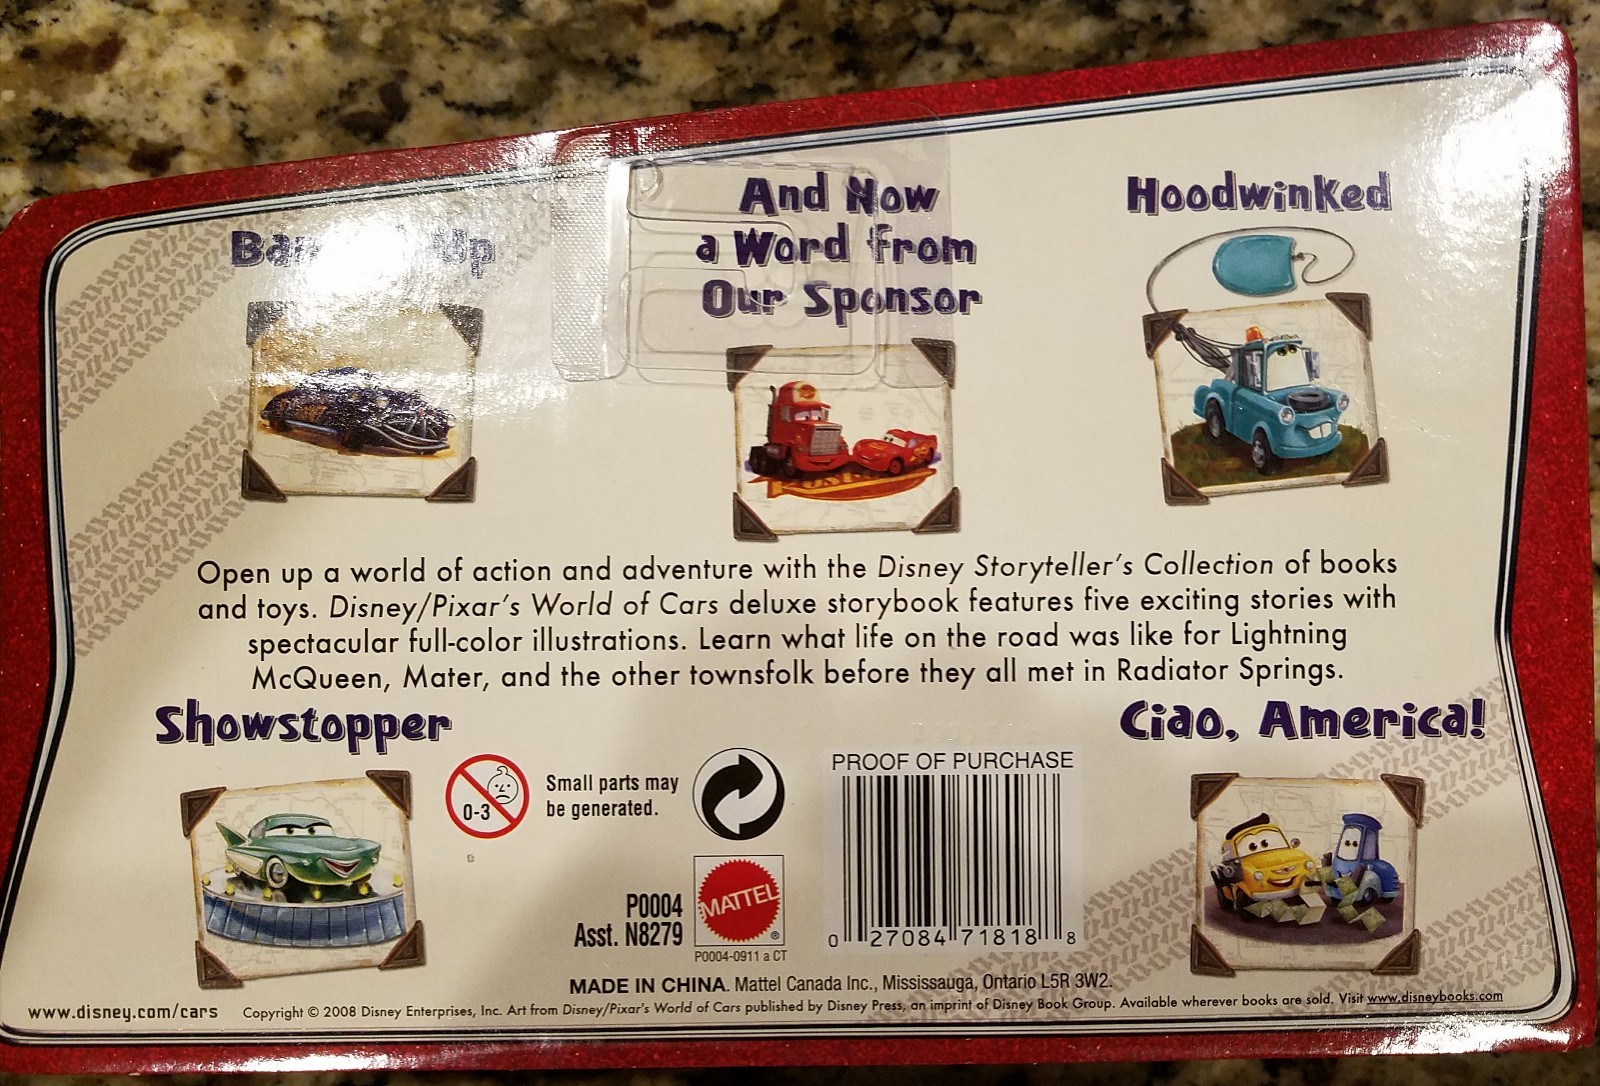 Up
And Now
a Word from
Our Sponsor
Hoodwinked
Open up a world of action and adventure with the Disney Storyteller's Collection of books
and toys. Disney/Pixar's World of Cars deluxe storybook features five exciting stories with
spectacular full-color illustrations. Learn what life on the road was like for Lightning
McQueen, Mater, and the other townsfolk before they all met in Radiator Springs.
Showstopper
Ciao, America!
0-3
Small parts may
be generated.
PROOF OF PURCHASE
0 27084 71818 8
P0004
Asst. N8279
MATTEL
®
P0004-0911 a CT
MADE IN CHINA. Mattel Canada Inc., Mississauga, Ontario L5R 3W2.
www.disney.com/cars
Copyright © 2008 Disney Enterprises, Inc. Art from Disney/Pixar's World of Cars published by Disney Press, an imprint of Disney Book Group. Available wherever books are sold. Visit www.disneybooks.com